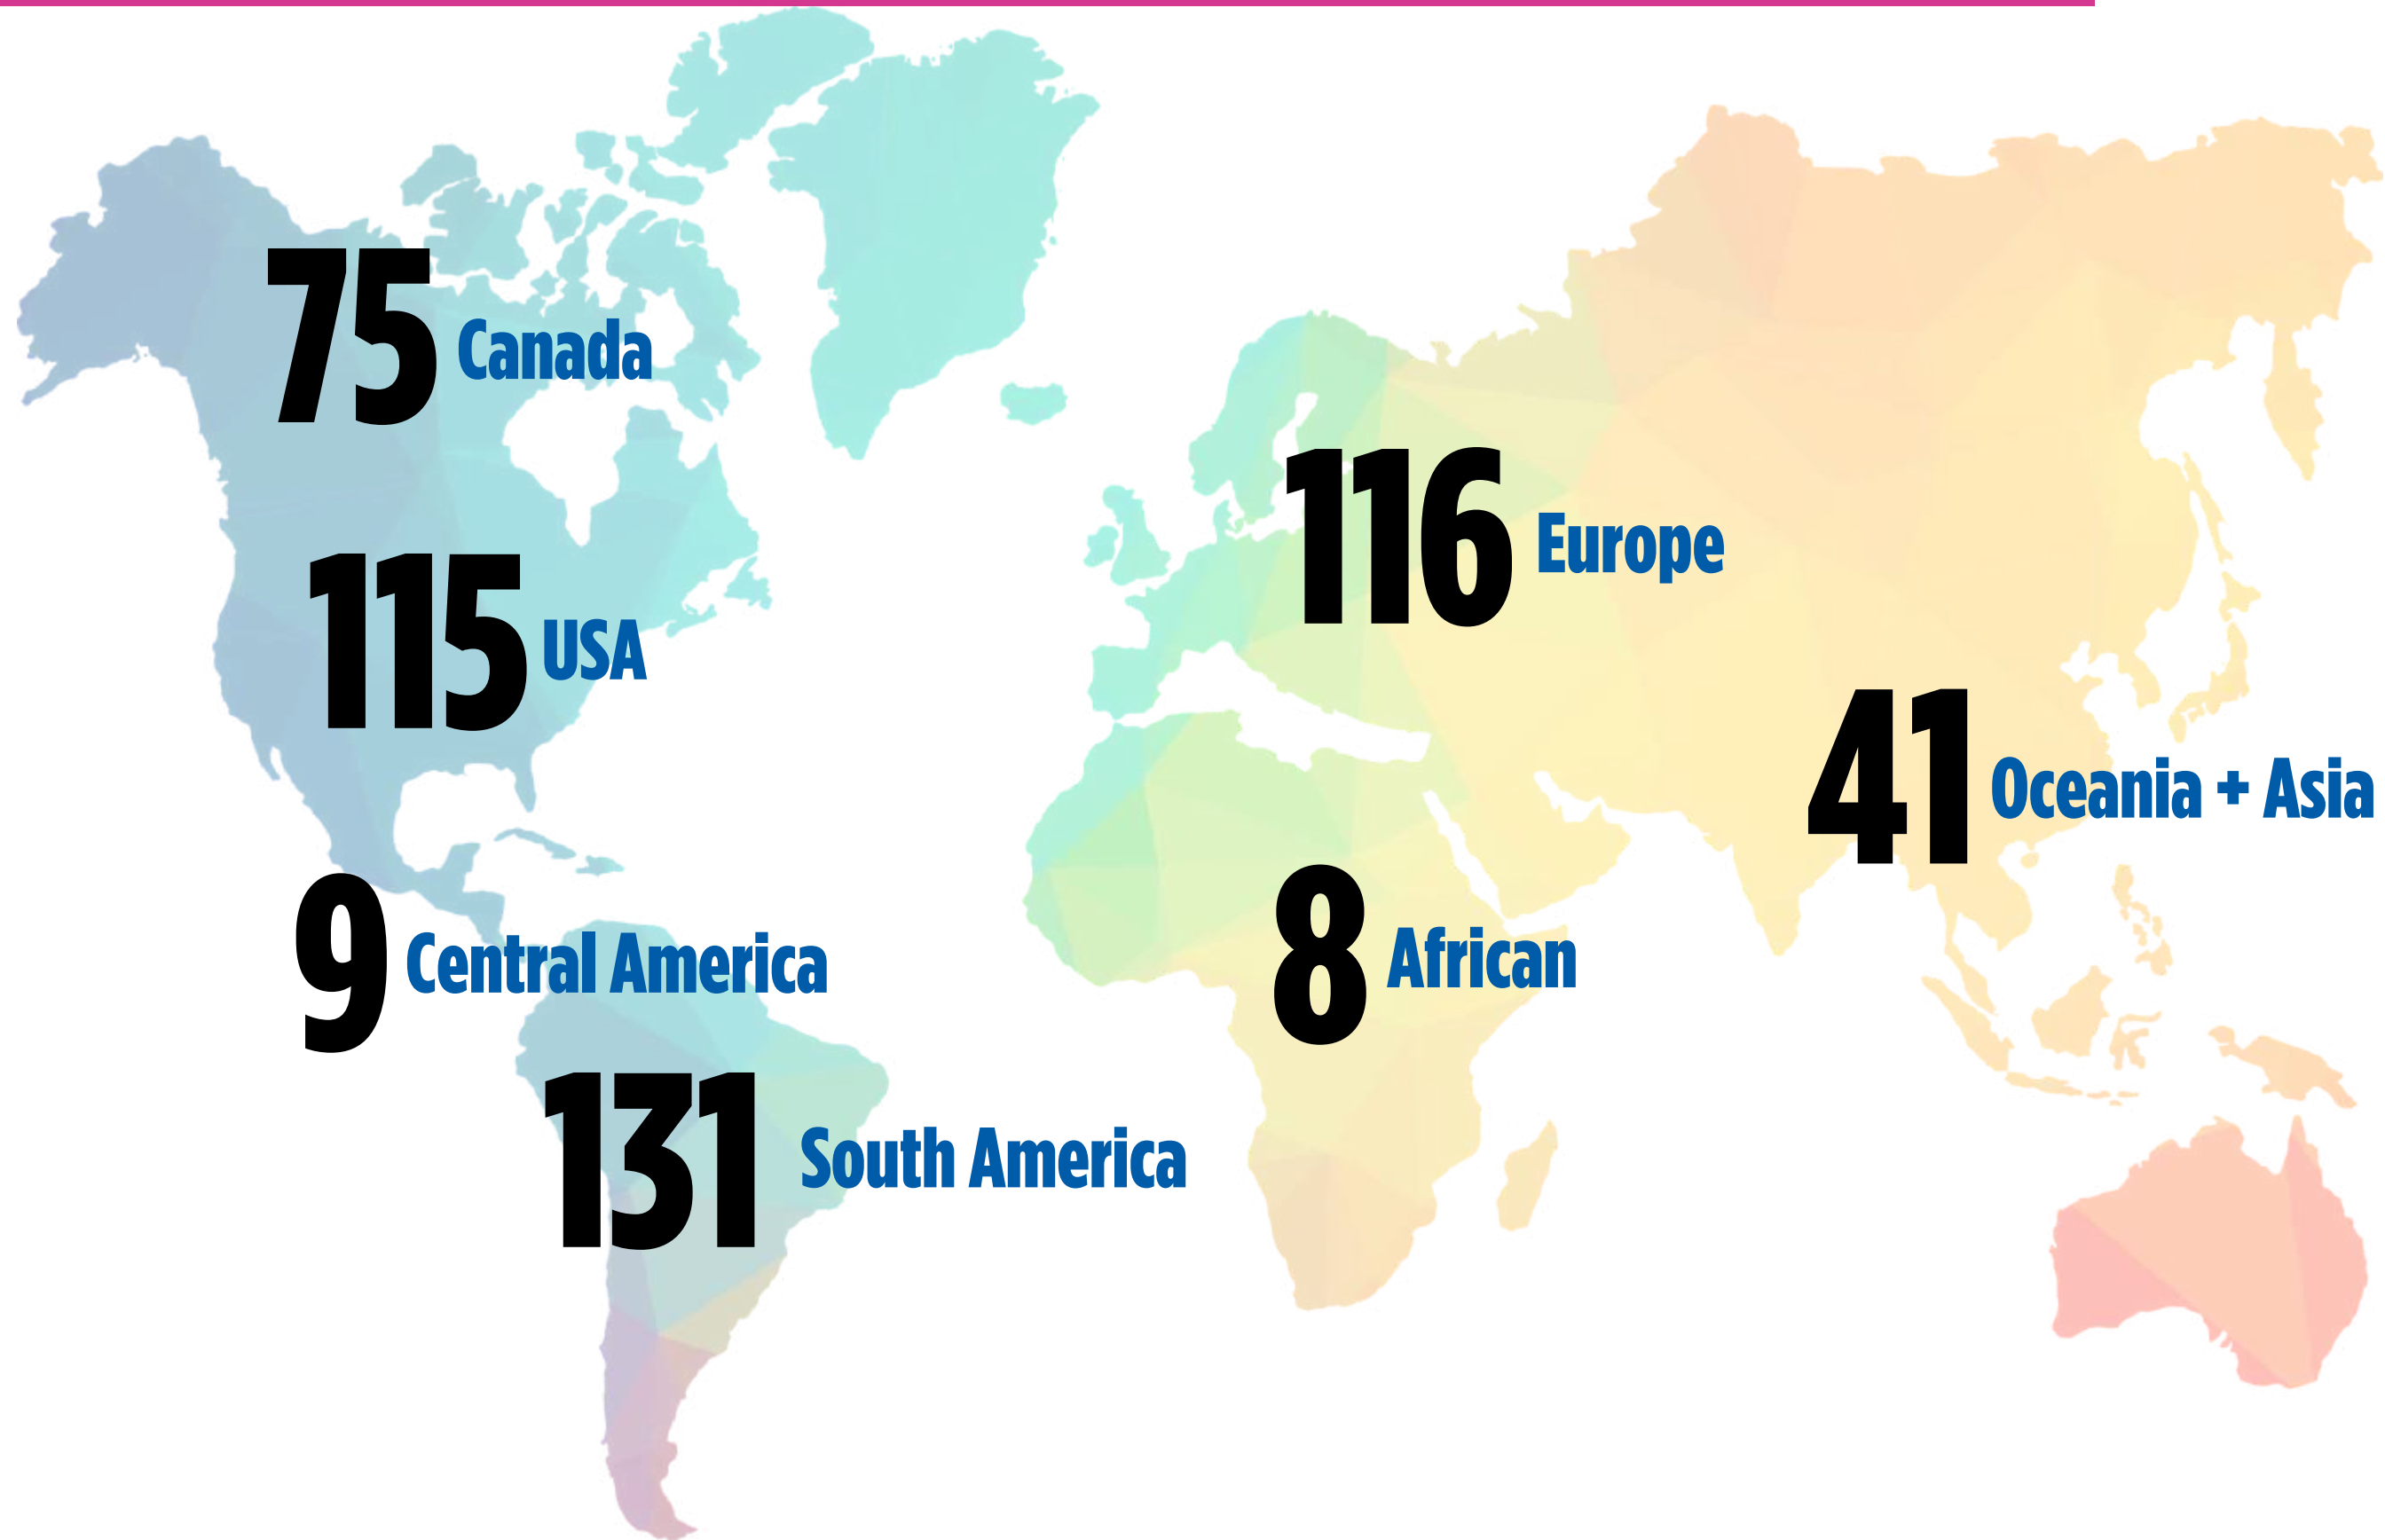 75 Canada
116 Europe
115 USA
41 Oceania + Asia
9 Central America
8 African
131 South America